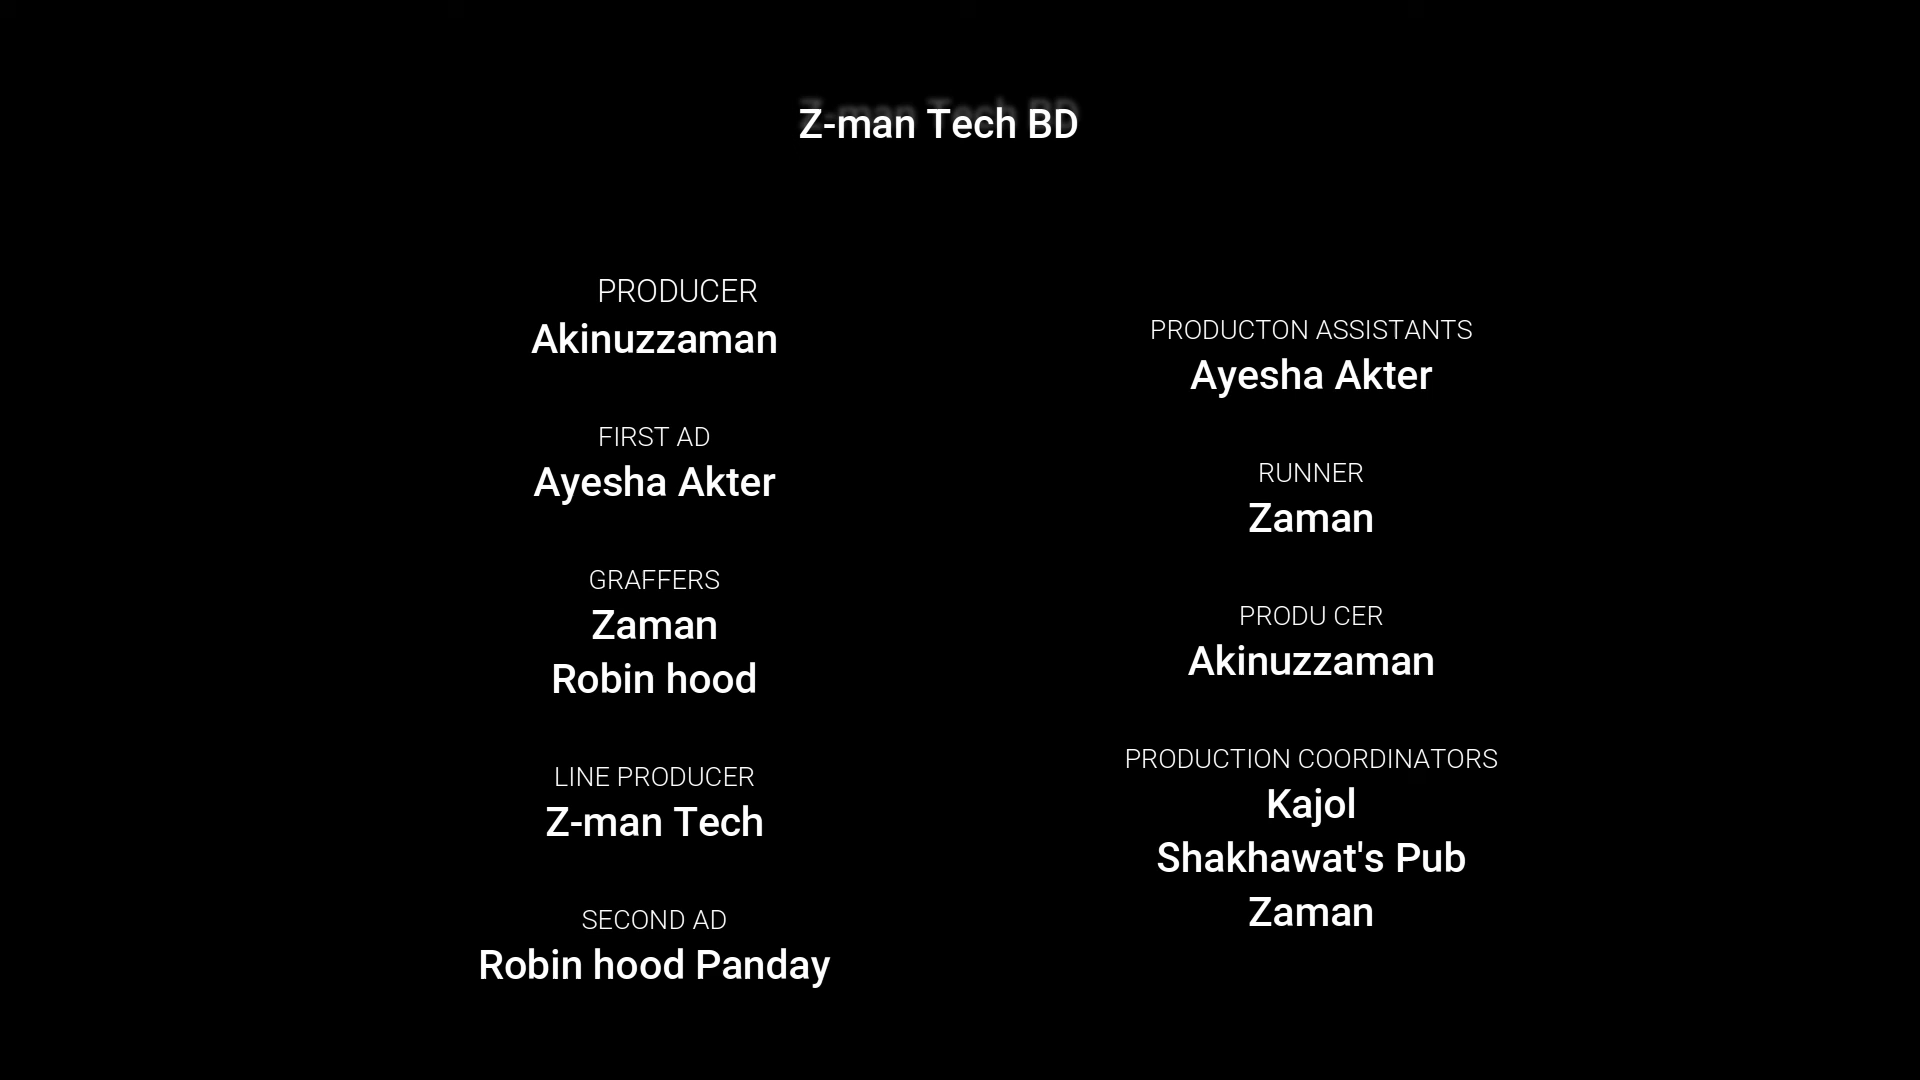 Z-man Tech BD
PRODUCER
Akinuzzaman
FIRST AD
Ayesha Akter
GRAFFERS
Zaman
Robin hood
LINE PRODUCER
Z-man Tech
SECOND AD
Robin hood Panday
PRODUCTON ASSISTANTS
Ayesha Akter
RUNNER
Zaman
PRODU CER
Akinuzzaman
PRODUCTION COORDINATORS
Kajol
Shakhawat's Pub
Zaman